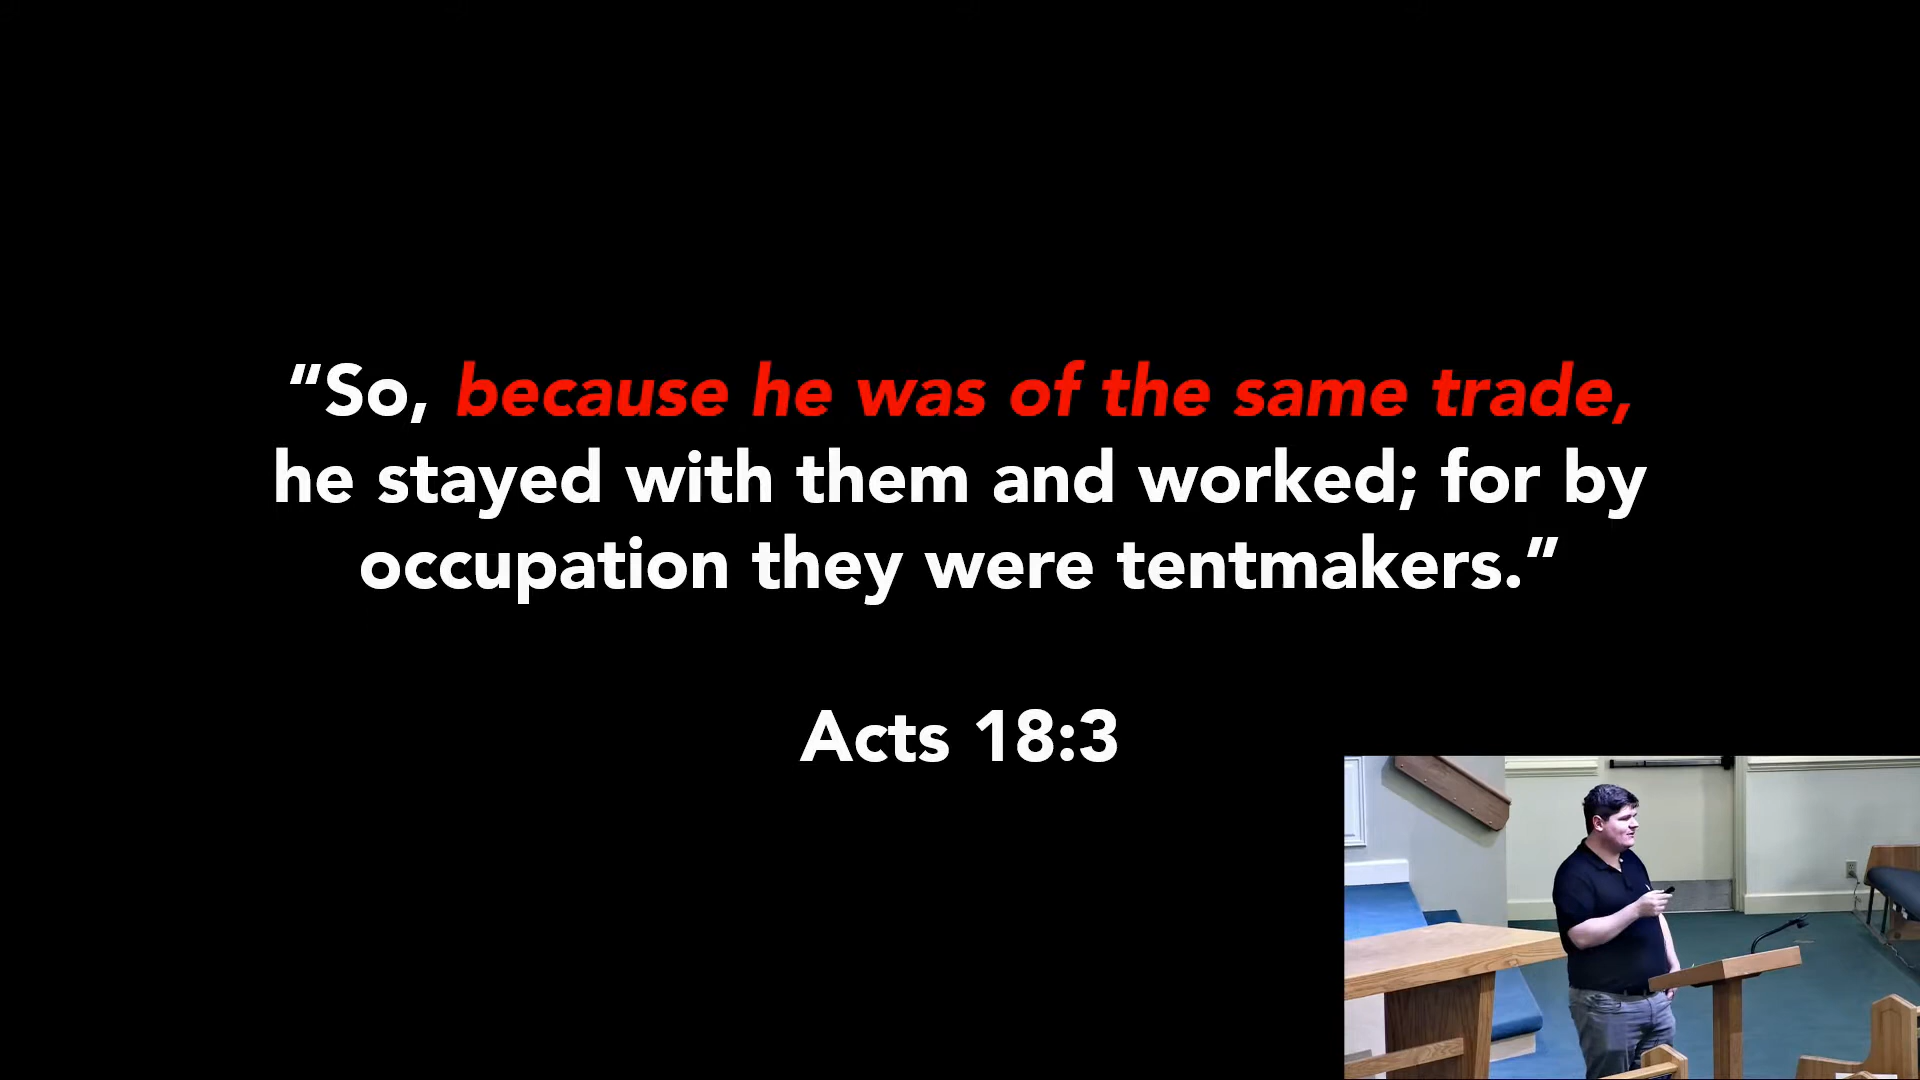 “So, because he was of the same trade,
he stayed with them and worked; for by
occupation they were tentmakers.”
Acts 18:3